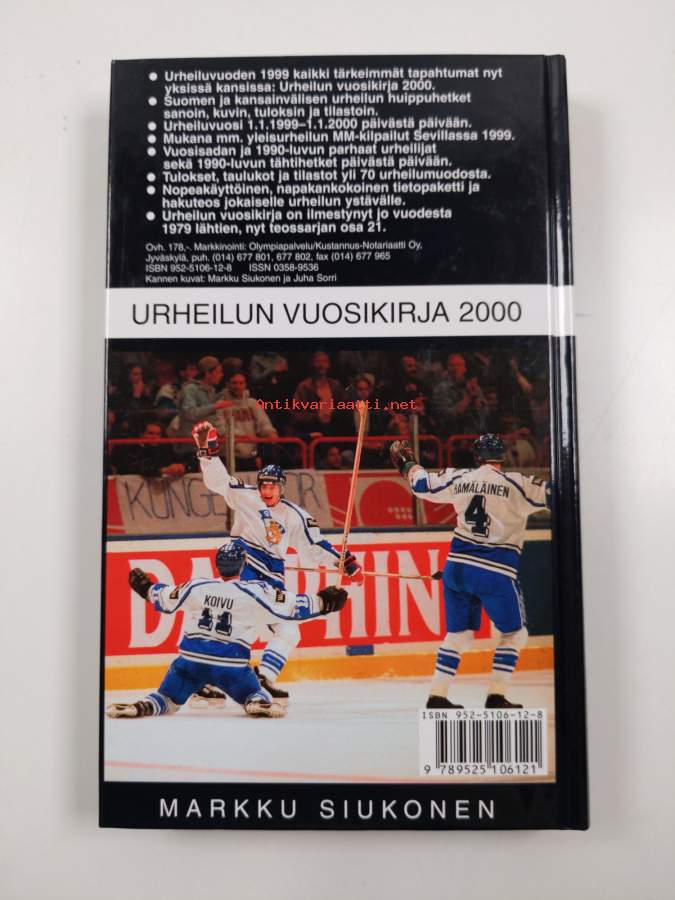 ● Urheiluvuoden 1999 kaikki tärkeimmät tapahtumat nyt
yksissä kansissa: Urheilun vuosikirja 2000.
● Suomen ja kansainvälisen urheilun huippuhetket
sanoin, kuvin, tuloksin ja tilastoin.
● Urheiluvuosi 1.1.1999–1.1.2000 päivästä päivään.
● Mukana mm. yleisurheilun MM-kilpailut Sevillassa 1999.
● Vuosisadan ja 1990-luvun parhaat urheilijat
sekä 1990-luvun tähtihetket päivästä päivään.
● Tulokset, taulukot ja tilastot yli 70 urheilumuodosta.
● Nopeakäyttöinen, napakankokoinen tietopaketti ja
hakuteos jokaiselle urheilun ystävälle.
● Urheilun vuosikirja on ilmestynyt jo vuodesta
1979 lähtien, nyt teossarjan osa 21.
Ovh. 178,-. Markkinointi: Olympiapalvelu/Kustannus-Notariaatti Oy,
Jyväskylä, puh. (014) 677 801, 677 802, fax (014) 677 965
ISBN 952-5106-12-8 ISSN 0358-9536
Kannen kuvat: Markku Siukonen ja Juha Sorri
URHEILUN VUOSIKIRJA 2000
Antikvariaatti.net
HÄMÄLÄINEN
4
KOIVU
11
ISBN 952-5106-12-8
9 789525 106121
MARKKU SIUKONEN